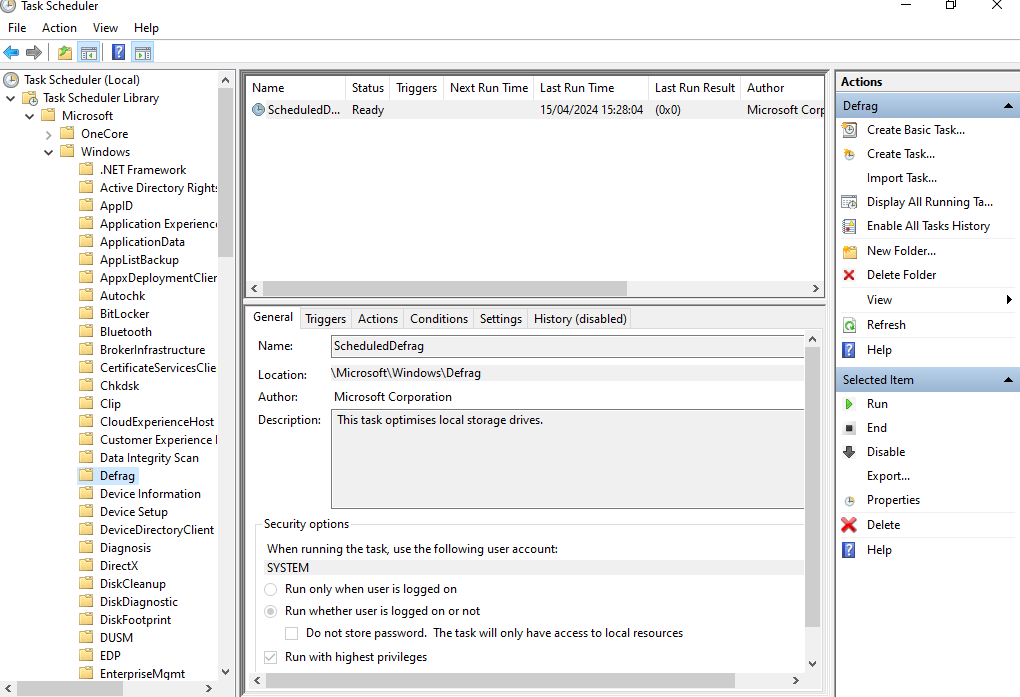 Task Scheduler
File Action View Help
Task Scheduler (Local)
Task Scheduler Library
Microsoft
OneCore
Windows
.NET Framework
Active Directory Rights
AppID
Application Experience
ApplicationData
AppListBackup
AppxDeploymentClien
Autochk
BitLocker
Bluetooth
BrokerInfrastructure
CertificateServicesClie
Chkdsk
Clip
CloudExperienceHost
Customer Experience I
Data Integrity Scan
Defrag
Device Information
Device Setup
DeviceDirectoryClient
Diagnosis
DirectX
DiskCleanup
DiskDiagnostic
DiskFootprint
DUSM
EDP
EnterpriseMgmt
Name Status Triggers Next Run Time Last Run Time Last Run Result Author
ScheduledD... Ready 15/04/2024 15:28:04 (0x0) Microsoft Corp
General Triggers Actions Conditions Settings History (disabled)
Name: ScheduledDefrag
Location: \Microsoft\Windows\Defrag
Author: Microsoft Corporation
Description: This task optimises local storage drives.
Security options
When running the task, use the following user account:
SYSTEM
Run only when user is logged on
Run whether user is logged on or not
Do not store password. The task will only have access to local resources
Run with highest privileges
Actions
Defrag
Create Basic Task...
Create Task...
Import Task...
Display All Running Ta...
Enable All Tasks History
New Folder...
Delete Folder
View
Refresh
Help
Selected Item
Run
End
Disable
Export...
Properties
Delete
Help